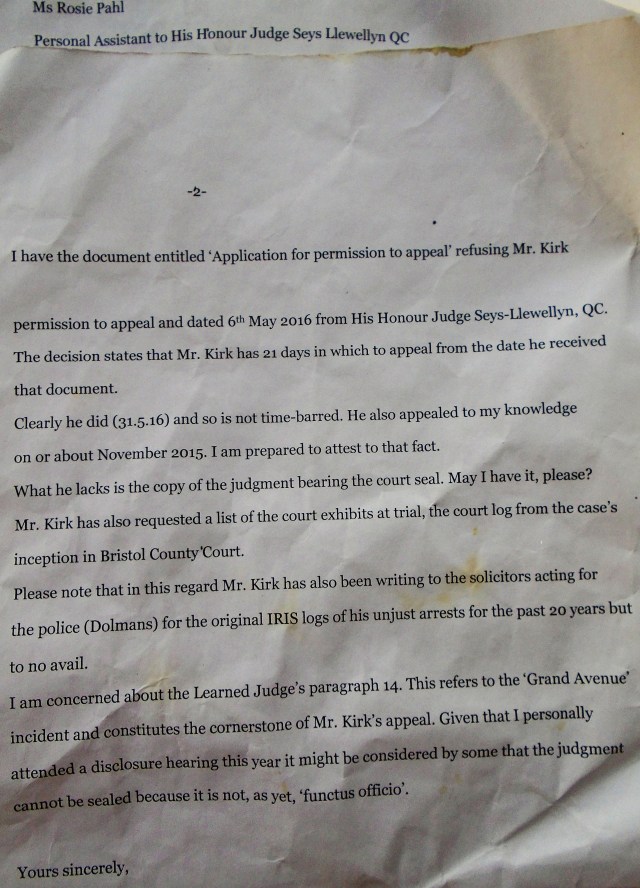 Ms Rosie Pahl
Personal Assistant to His Honour Judge Seys Llewellyn QC
-2-
I have the document entitled ‘Application for permission to appeal’ refusing Mr. Kirk
permission to appeal and dated 6th May 2016 from His Honour Judge Seys-Llewellyn, QC.
The decision states that Mr. Kirk has 21 days in which to appeal from the date he received
that document.
Clearly he did (31.5.16) and so is not time-barred. He also appealed to my knowledge
on or about November 2015. I am prepared to attest to that fact.
What he lacks is the copy of the judgment bearing the court seal. May I have it, please?
Mr. Kirk has also requested a list of the court exhibits at trial, the court log from the case’s
inception in Bristol County Court.
Please note that in this regard Mr. Kirk has also been writing to the solicitors acting for
the police (Dolmans) for the original IRIS logs of his unjust arrests for the past 20 years but
to no avail.
I am concerned about the Learned Judge’s paragraph 14. This refers to the ‘Grand Avenue’
incident and constitutes the cornerstone of Mr. Kirk’s appeal. Given that I personally
attended a disclosure hearing this year it might be considered by some that the judgment
cannot be sealed because it is not, as yet, ‘functus officio’.
Yours sincerely,